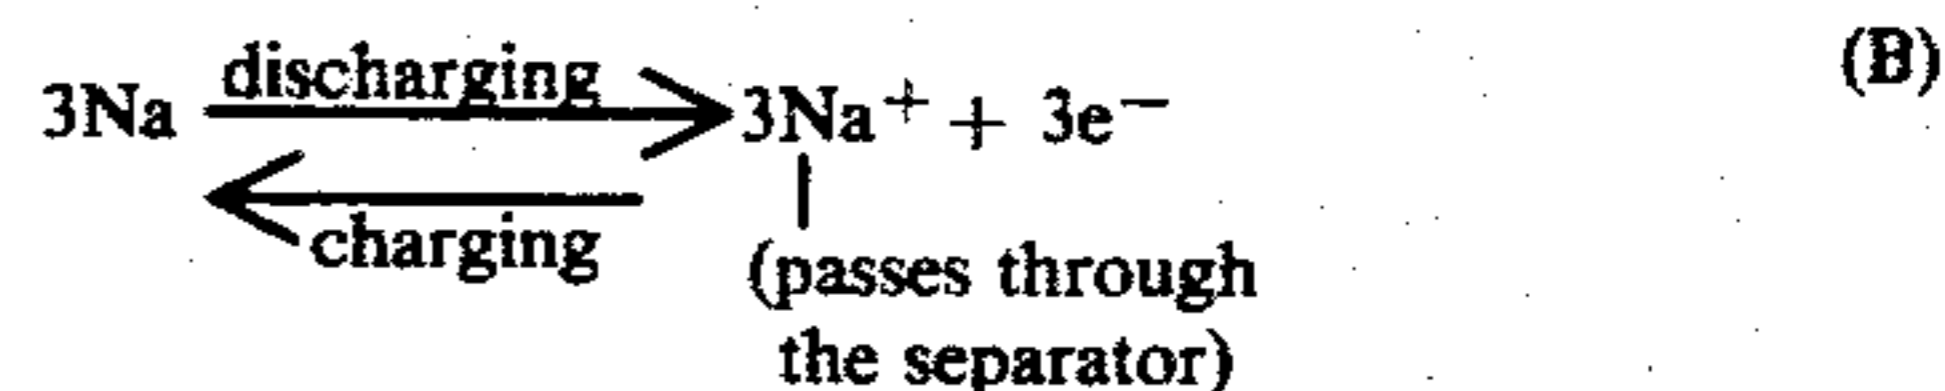 (B)
discharging
3Na ⟶ 3Na⁺ + 3e⁻
⟵
charging
(passes through
the separator)